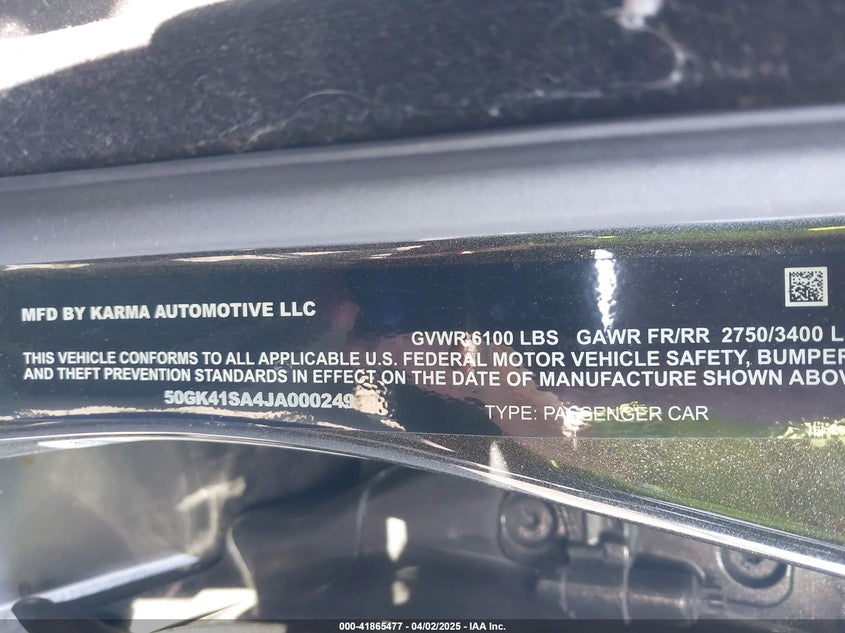 MFD BY KARMA AUTOMOTIVE LLC
GVWR 6100 LBS GAWR FR/RR 2750/3400 L
THIS VEHICLE CONFORMS TO ALL APPLICABLE U.S. FEDERAL MOTOR VEHICLE SAFETY, BUMPER
AND THEFT PREVENTION STANDARDS IN EFFECT ON THE DATE OF MANUFACTURE SHOWN ABOV
50GK41SA4JA000249
TYPE: PASSENGER CAR
000-41865477 - 04/02/2025 - IAA Inc.